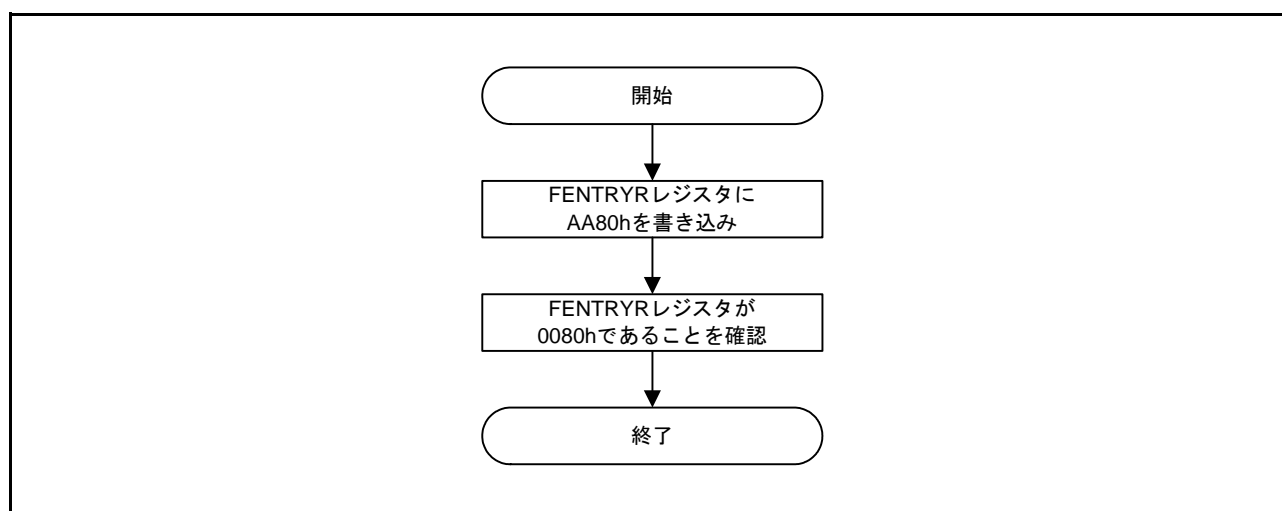 開始
FENTRYRレジスタに
AA80hを書き込み
FENTRYRレジスタが
0080hであることを確認
終了